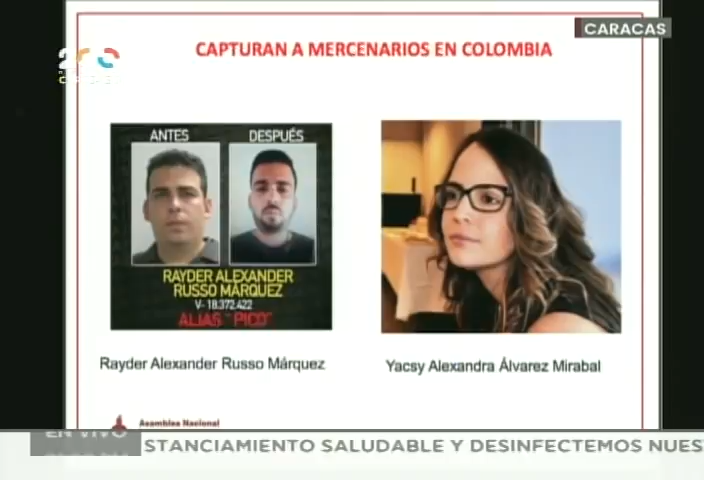 CARACAS
CAPTURAN A MERCENARIOS EN COLOMBIA
ANTES
DESPUÉS
RAYDER ALEXANDER
RUSSO MÁRQUEZ
V- 18.372.422
ALIAS "PICO"
Rayder Alexander Russo Márquez
Yacsy Alexandra Álvarez Mirabal
Asamblea Nacional
EN VIVO
STANCIAMIENTO SALUDABLE Y DESINFECTEMOS NUES